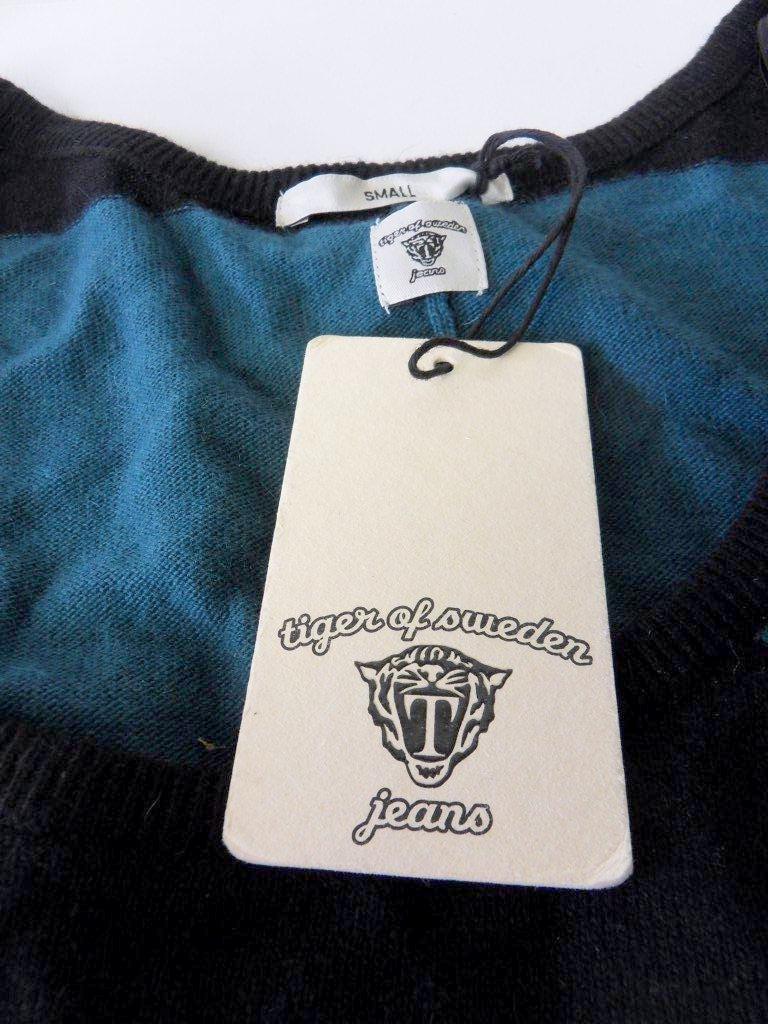 SMALL
tiger of sweden
T
jeans
tiger of sweden
T
jeans